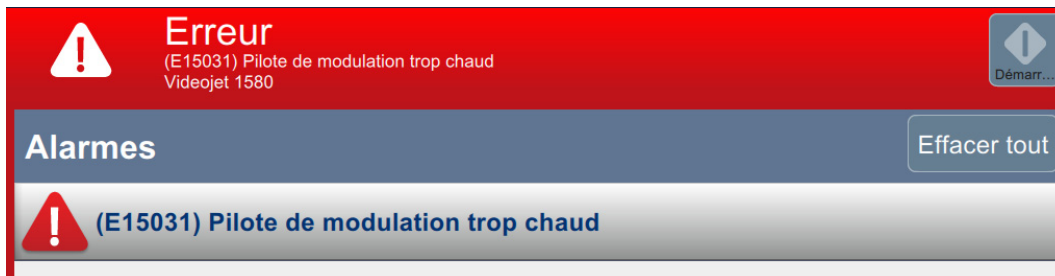 Erreur
(E15031) Pilote de modulation trop chaud
Videojet 1580
Démarr...
Alarmes
Effacer tout
(E15031) Pilote de modulation trop chaud